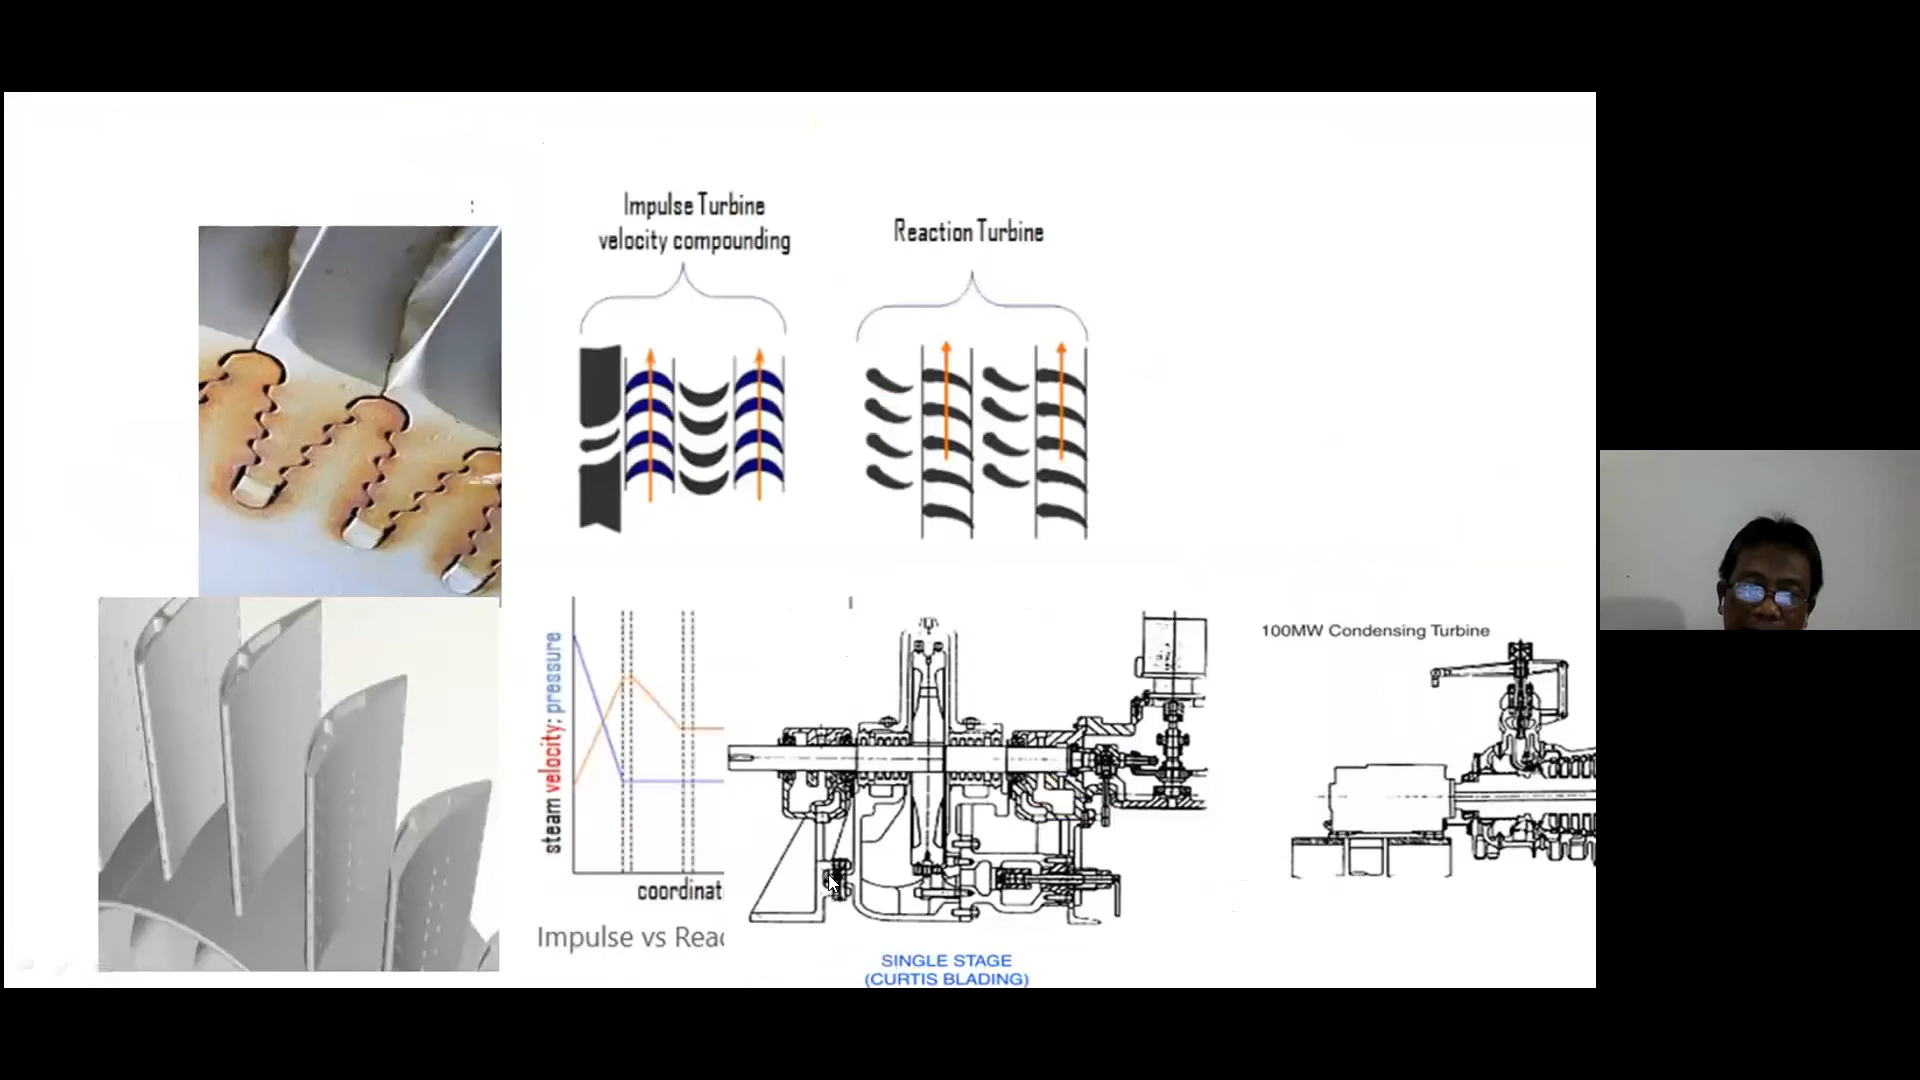 Impulse Turbine
velocity compounding
Reaction Turbine
steam velocity; pressure
coordinat
Impulse vs Reac
SINGLE STAGE
(CURTIS BLADING)
100MW Condensing Turbine